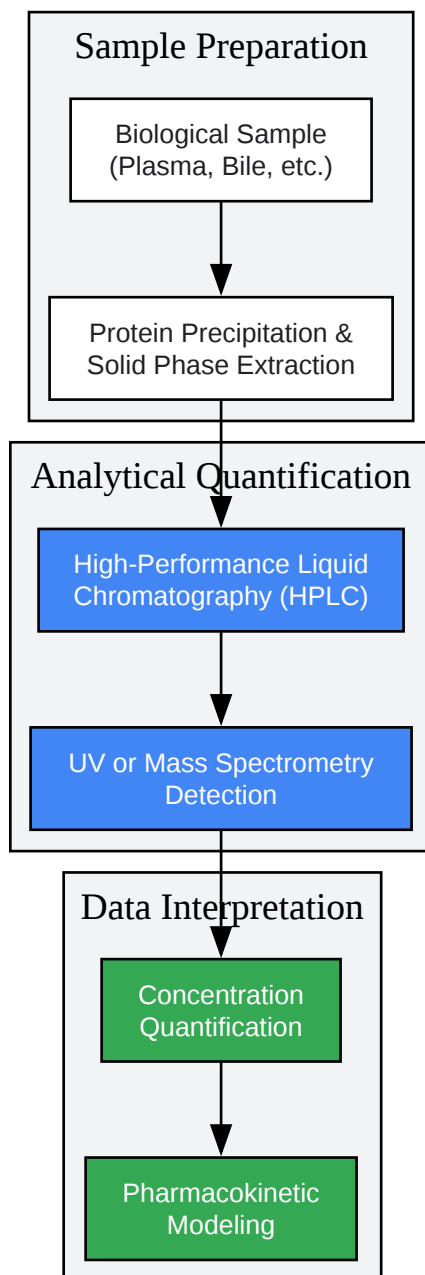 Sample Preparation
Biological Sample
(Plasma, Bile, etc.)
Protein Precipitation &
Solid Phase Extraction
Analytical Quantification
High-Performance Liquid
Chromatography (HPLC)
UV or Mass Spectrometry
Detection
Data Interpretation
Concentration
Quantification
Pharmacokinetic
Modeling